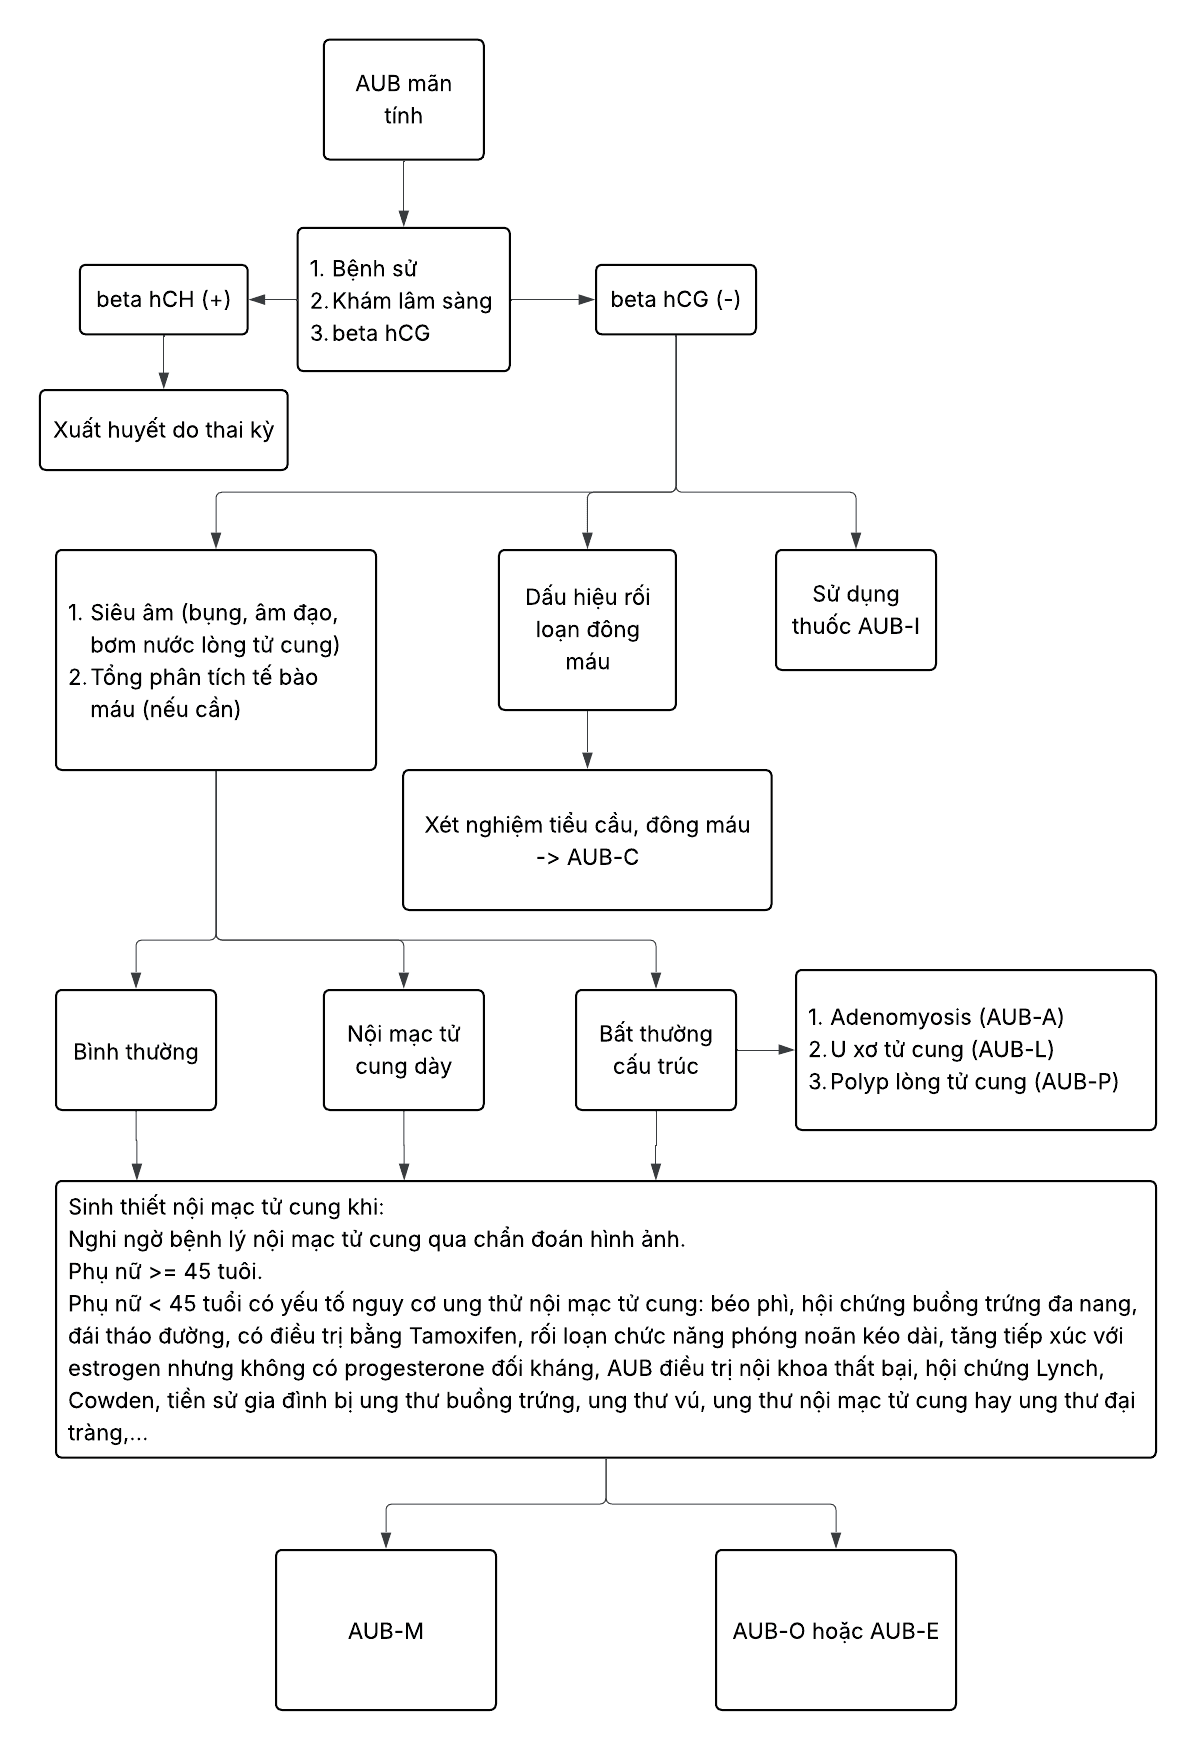 AUB mãn
tính
1. Bệnh sử
2. Khám lâm sàng
3. beta hCG
beta hCH (+)
beta hCG (-)
Xuất huyết do thai kỳ
1. Siêu âm (bụng, âm đạo,
bơm nước lòng tử cung)
2. Tổng phân tích tế bào
máu (nếu cần)
Dấu hiệu rối
loạn đông
máu
Sử dụng
thuốc AUB-I
Xét nghiệm tiểu cầu, đông máu
-> AUB-C
Bình thường
Nội mạc tử
cung dày
Bất thường
cấu trúc
1. Adenomyosis (AUB-A)
2. U xơ tử cung (AUB-L)
3. Polyp lòng tử cung (AUB-P)
Sinh thiết nội mạc tử cung khi:
Nghi ngờ bệnh lý nội mạc tử cung qua chẩn đoán hình ảnh.
Phụ nữ >= 45 tuôi.
Phụ nữ < 45 tuổi có yếu tố nguy cơ ung thử nội mạc tử cung: béo phì, hội chứng buồng trứng đa nang,
đái tháo đường, có điều trị bằng Tamoxifen, rối loạn chức năng phóng noãn kéo dài, tăng tiếp xúc với
estrogen nhưng không có progesterone đối kháng, AUB điều trị nội khoa thất bại, hội chứng Lynch,
Cowden, tiền sử gia đình bị ung thư buồng trứng, ung thư vú, ung thư nội mạc tử cung hay ung thư đại
tràng,...
AUB-M
AUB-O hoặc AUB-E